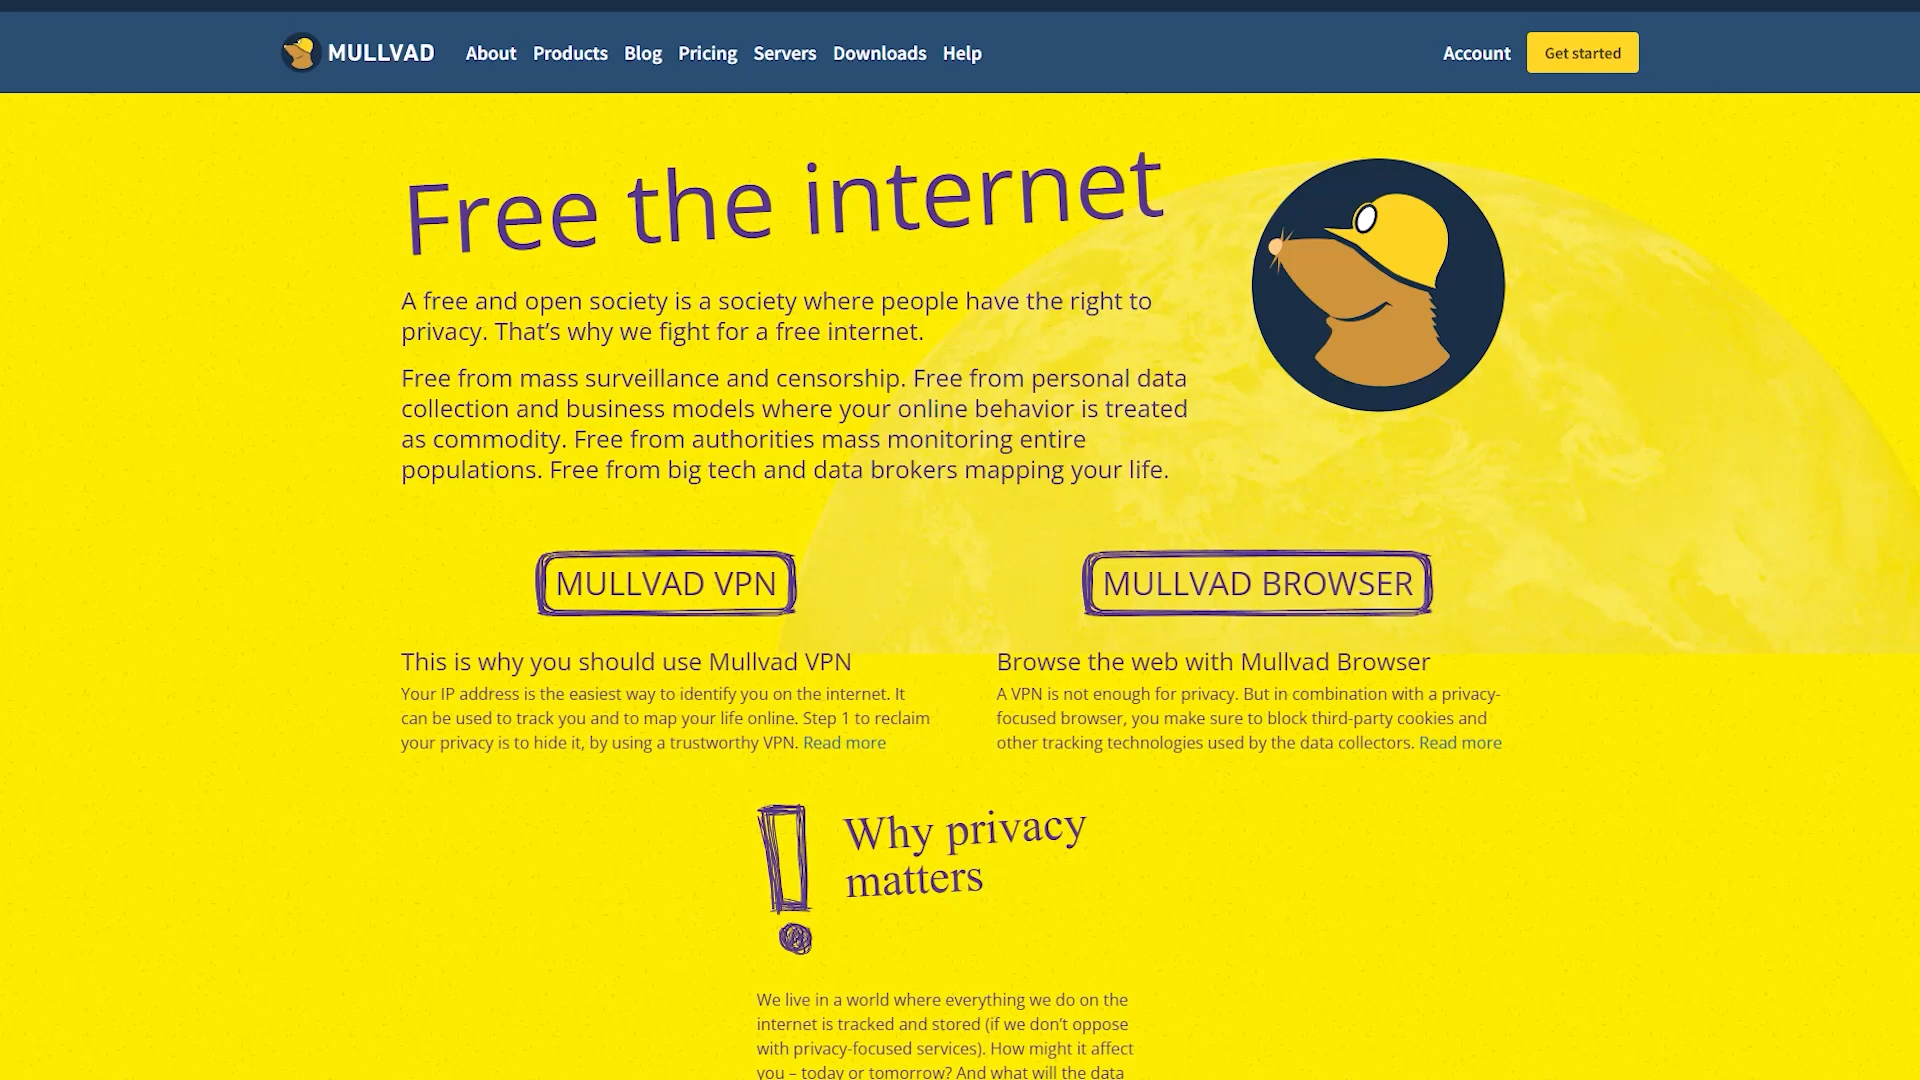 MULLVAD
About
Products
Blog
Pricing
Servers
Downloads
Help
Account
Get started
Free the internet
A free and open society is a society where people have the right to
privacy. That’s why we fight for a free internet.
Free from mass surveillance and censorship. Free from personal data
collection and business models where your online behavior is treated
as commodity. Free from authorities mass monitoring entire
populations. Free from big tech and data brokers mapping your life.
MULLVAD VPN
This is why you should use Mullvad VPN
Your IP address is the easiest way to identify you on the internet. It
can be used to track you and to map your life online. Step 1 to reclaim
your privacy is to hide it, by using a trustworthy VPN. Read more
MULLVAD BROWSER
Browse the web with Mullvad Browser
A VPN is not enough for privacy. But in combination with a privacy-
focused browser, you make sure to block third-party cookies and
other tracking technologies used by the data collectors. Read more
Why privacy
matters
We live in a world where everything we do on the
internet is tracked and stored (if we don’t oppose
with privacy-focused services). How might it affect
you – today or tomorrow? And what will the data